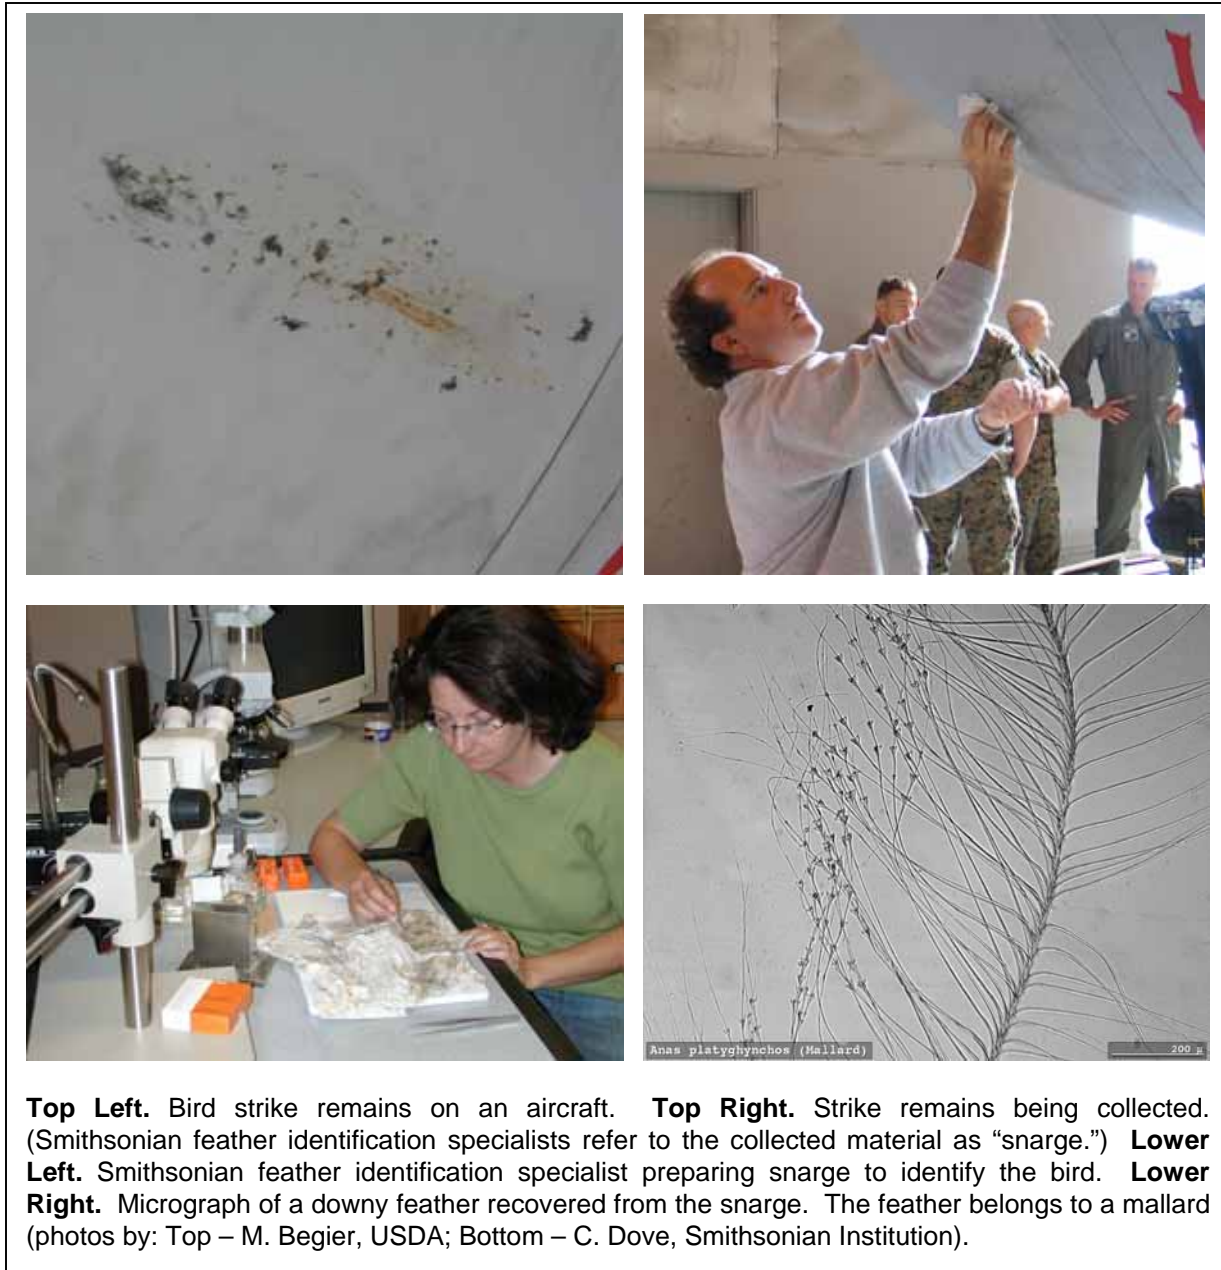 Anas platyghynchos (Mallard)
200 µ
Top Left. Bird strike remains on an aircraft. Top Right. Strike remains being collected.
(Smithsonian feather identification specialists refer to the collected material as “snarge.”) Lower
Left. Smithsonian feather identification specialist preparing snarge to identify the bird. Lower
Right. Micrograph of a downy feather recovered from the snarge. The feather belongs to a mallard
(photos by: Top – M. Begier, USDA; Bottom – C. Dove, Smithsonian Institution).